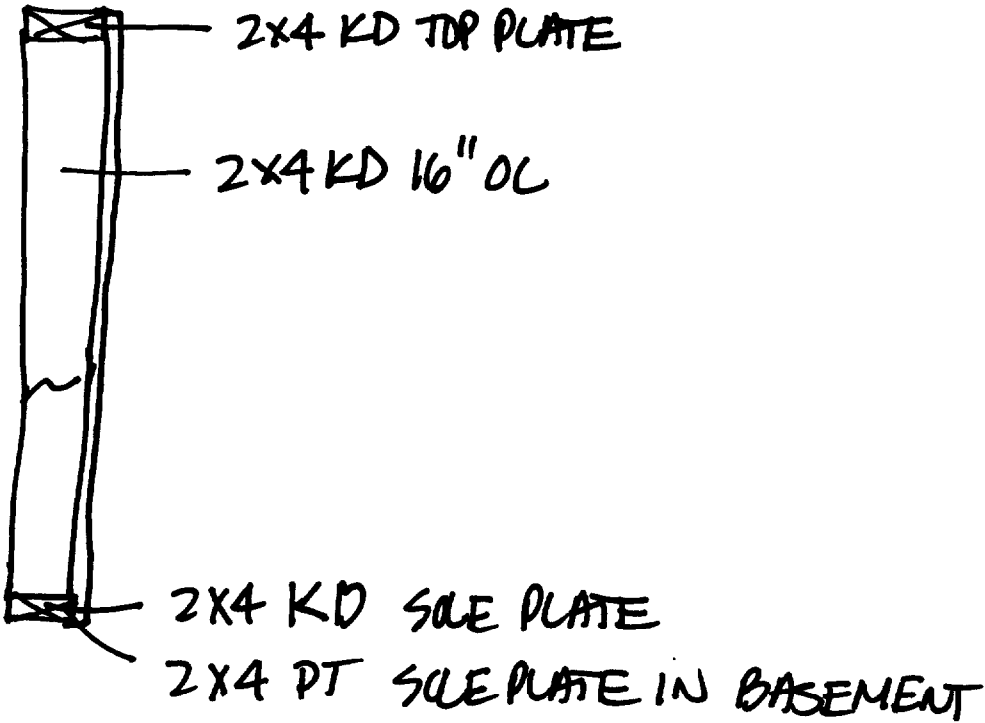 2X4 KD TOP PLATE
2X4 KD 16" OC
2X4 KD SOLE PLATE
2X4 PT SOLE PLATE IN BASEMENT